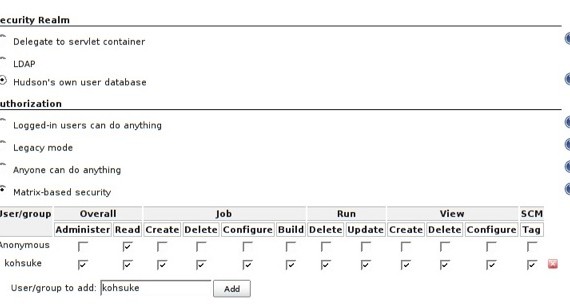 ecurity Realm
Delegate to servlet container
LDAP
Hudson's own user database
uthorization
Logged-in users can do anything
Legacy mode
Anyone can do anything
Matrix-based security
User/group Overall Job Run View SCM
Administer Read Create Delete Configure Build Delete Update Create Delete Configure Tag
Anonymous
kohsuke
User/group to add: kohsuke Add